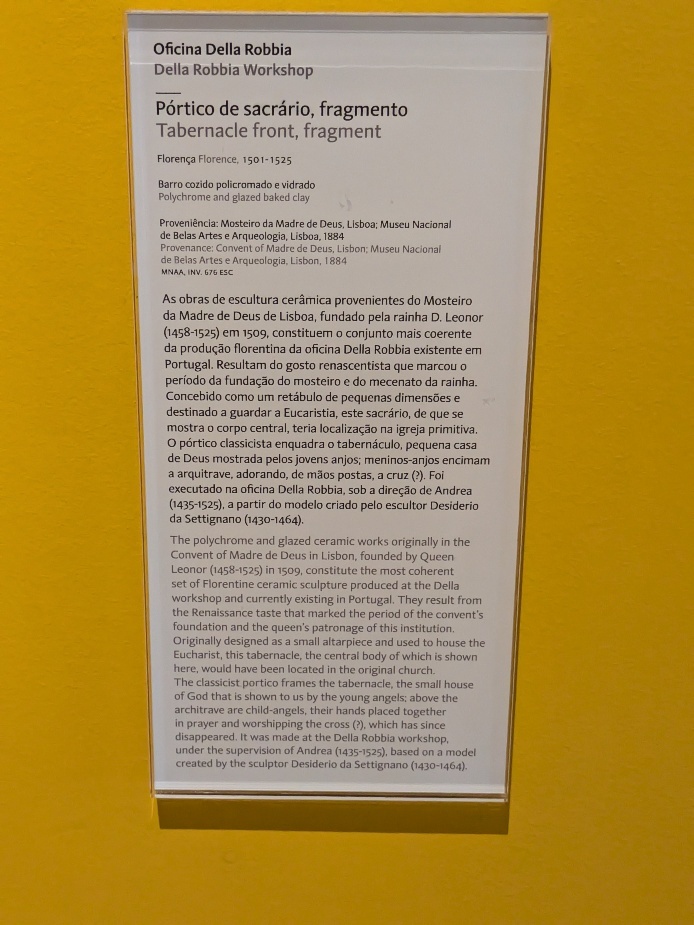 Oficina Della Robbia
Della Robbia Workshop
Pórtico de sacrário, fragmento
Tabernacle front, fragment
Florença Florence, 1501-1525
Barro cozido policromado e vidrado
Polychrome and glazed baked clay
Proveniência: Mosteiro da Madre de Deus, Lisboa; Museu Nacional
de Belas Artes e Arqueologia, Lisboa, 1884
Provenance: Convent of Madre de Deus, Lisbon; Museu Nacional
de Belas Artes e Arqueologia, Lisbon, 1884
MNAA, INV. 676 ESC
As obras de escultura cerâmica provenientes do Mosteiro
da Madre de Deus de Lisboa, fundado pela rainha D. Leonor
(1458-1525) em 1509, constituem o conjunto mais coerente
da produção florentina da oficina Della Robbia existente em
Portugal. Resultam do gosto renascentista que marcou o
período da fundação do mosteiro e do mecenato da rainha.
Concebido como um retábulo de pequenas dimensões e
destinado a guardar a Eucaristia, este sacrário, de que se
mostra o corpo central, teria localização na igreja primitiva.
O pórtico classicista enquadra o tabernáculo, pequena casa
de Deus mostrada pelos jovens anjos; meninos-anjos encimam
a arquitrave, adorando, de mãos postas, a cruz (?). Foi
executado na oficina Della Robbia, sob a direção de Andrea
(1435-1525), a partir do modelo criado pelo escultor Desiderio
da Settignano (1430-1464).
The polychrome and glazed ceramic works originally in the
Convent of Madre de Deus in Lisbon, founded by Queen
Leonor (1458-1525) in 1509, constitute the most coherent
set of Florentine ceramic sculpture produced at the Della
workshop and currently existing in Portugal. They result from
the Renaissance taste that marked the period of the convent's
foundation and the queen's patronage of this institution.
Originally designed as a small altarpiece and used to house the
Eucharist, this tabernacle, the central body of which is shown
here, would have been located in the original church.
The classicist portico frames the tabernacle, the small house
of God that is shown to us by the young angels; above the
architrave are child-angels, their hands placed together
in prayer and worshipping the cross (?), which has since
disappeared. It was made at the Della Robbia workshop,
under the supervision of Andrea (1435-1525), based on a model
created by the sculptor Desiderio da Settignano (1430-1464).